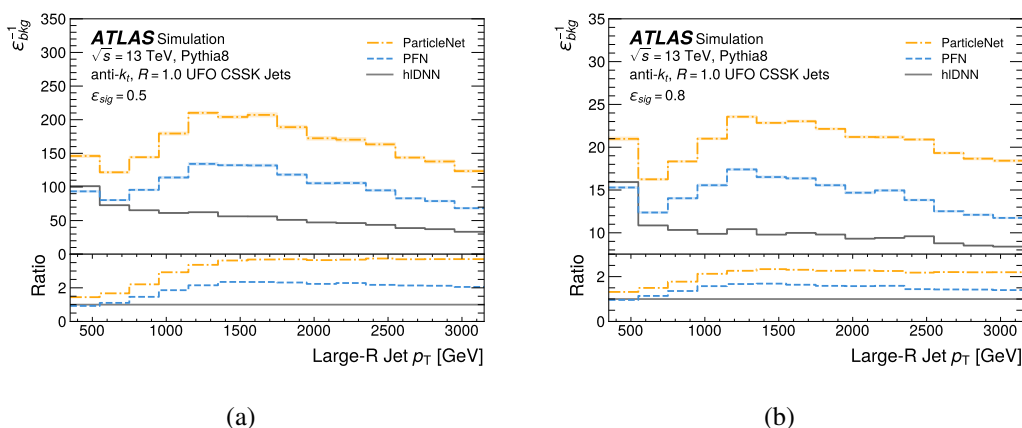 350
300
250
200
150
100
50
0
ε⁻¹bkg
ATLAS Simulation
√s = 13 TeV, Pythia8
anti-kt, R = 1.0 UFO CSSK Jets
εsig = 0.5
ParticleNet
PFN
hlDNN
Ratio
2
0
500 1000 1500 2000 2500 3000
Large-R Jet pT [GeV]
(a)
35
30
25
20
15
10
ε⁻¹bkg
ATLAS Simulation
√s = 13 TeV, Pythia8
anti-kt, R = 1.0 UFO CSSK Jets
εsig = 0.8
ParticleNet
PFN
hlDNN
Ratio
2
0
500 1000 1500 2000 2500 3000
Large-R Jet pT [GeV]
(b)